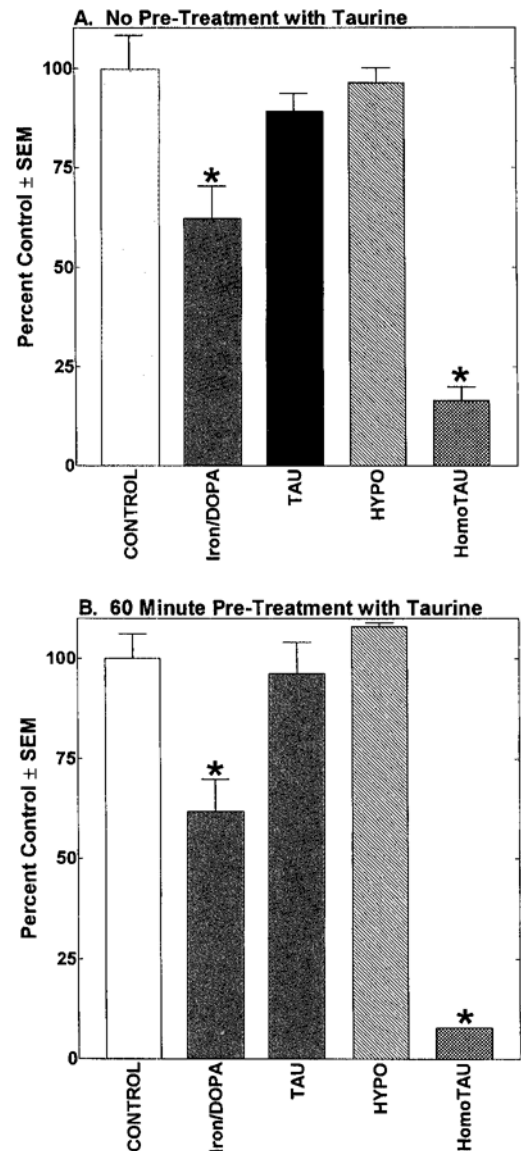 A. No Pre-Treatment with Taurine
Percent Control ± SEM
100
75
50
25
0
*
*
CONTROL
Iron/DOPA
TAU
HYPO
HomoTAU
B. 60 Minute Pre-Treatment with Taurine
Percent Control ± SEM
100
75
50
25
0
*
*
CONTROL
Iron/DOPA
TAU
HYPO
HomoTAU